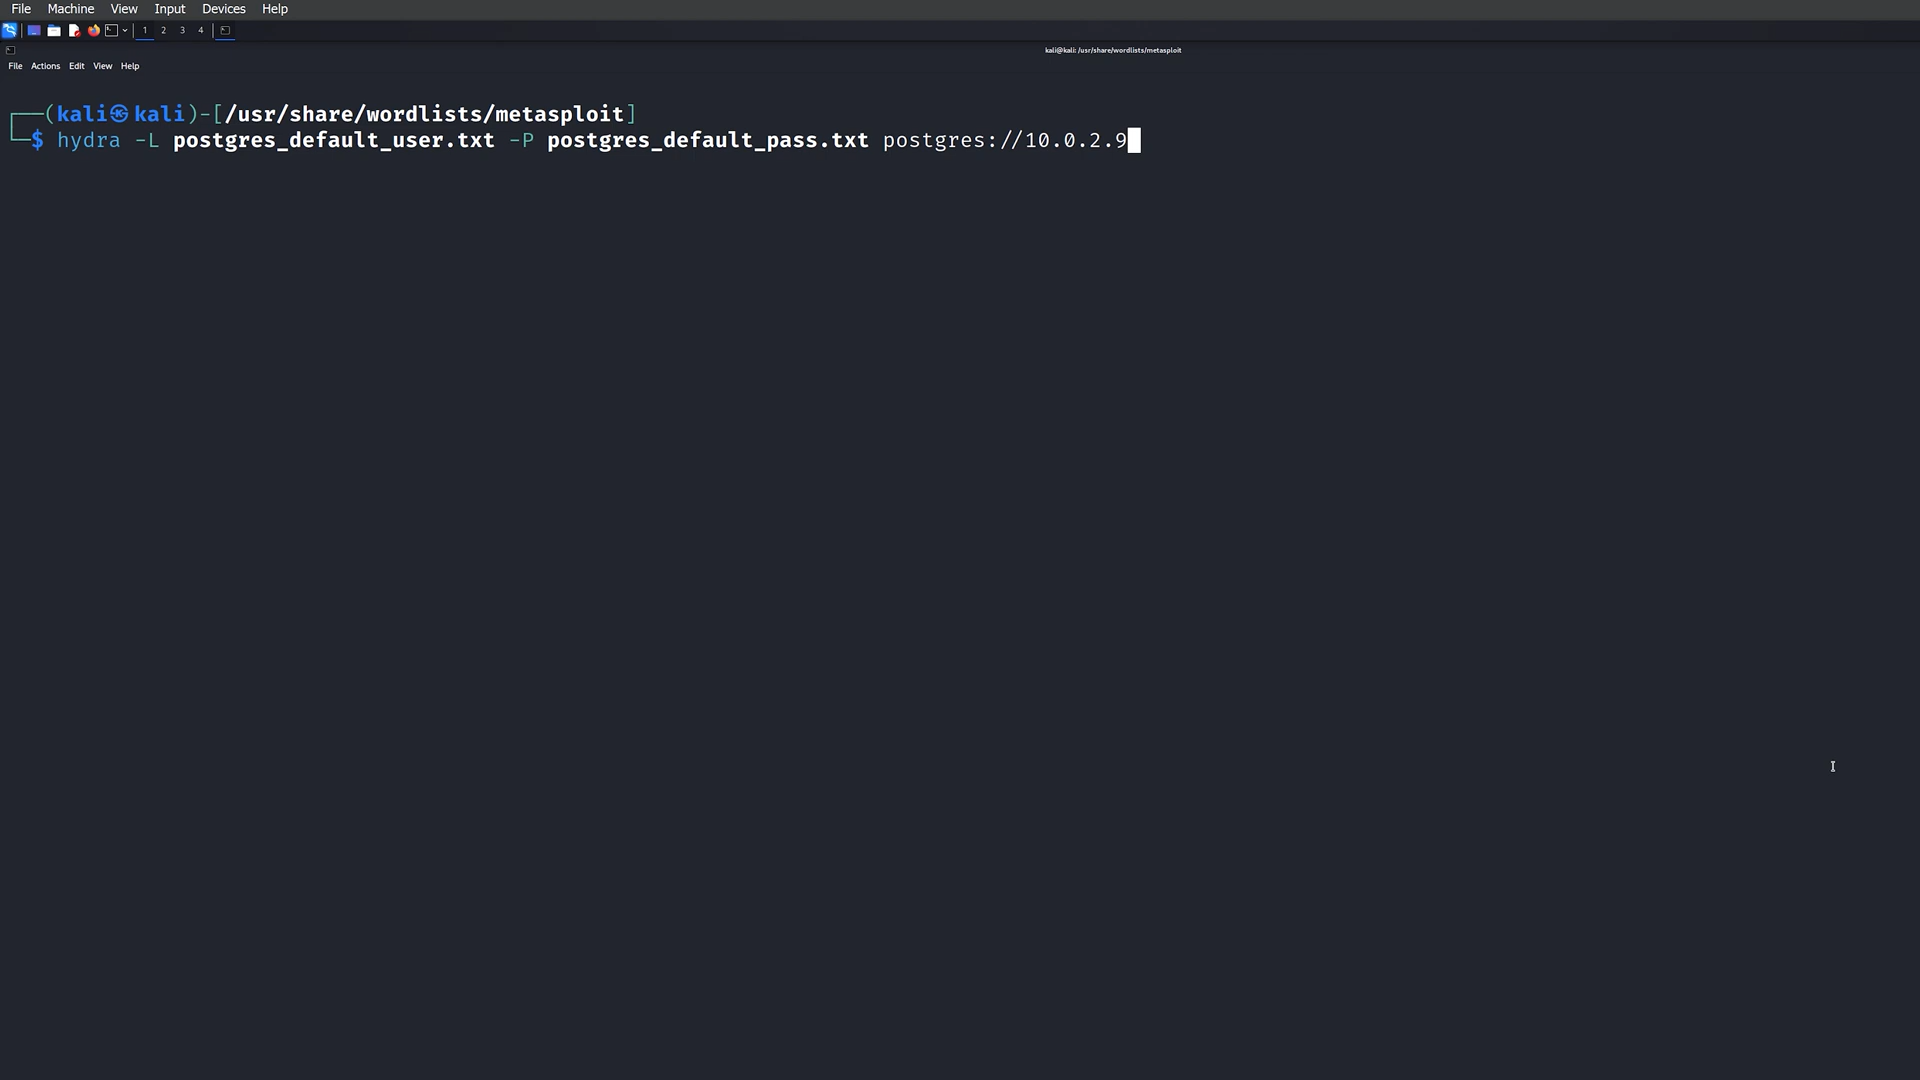 File Machine View Input Devices Help
1 2 3 4
kali@kali: /usr/share/wordlists/metasploit
File Actions Edit View Help
┌──(kali㉿kali)-[/usr/share/wordlists/metasploit]
└─$ hydra -L postgres_default_user.txt -P postgres_default_pass.txt postgres://10.0.2.9